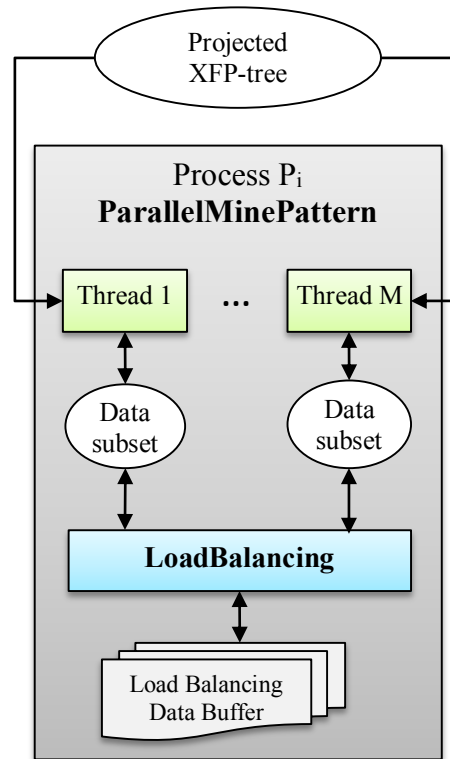 Projected
XFP-tree
Process Pᵢ
ParallelMinePattern
Thread 1
...
Thread M
Data
subset
Data
subset
LoadBalancing
Load Balancing
Data Buffer